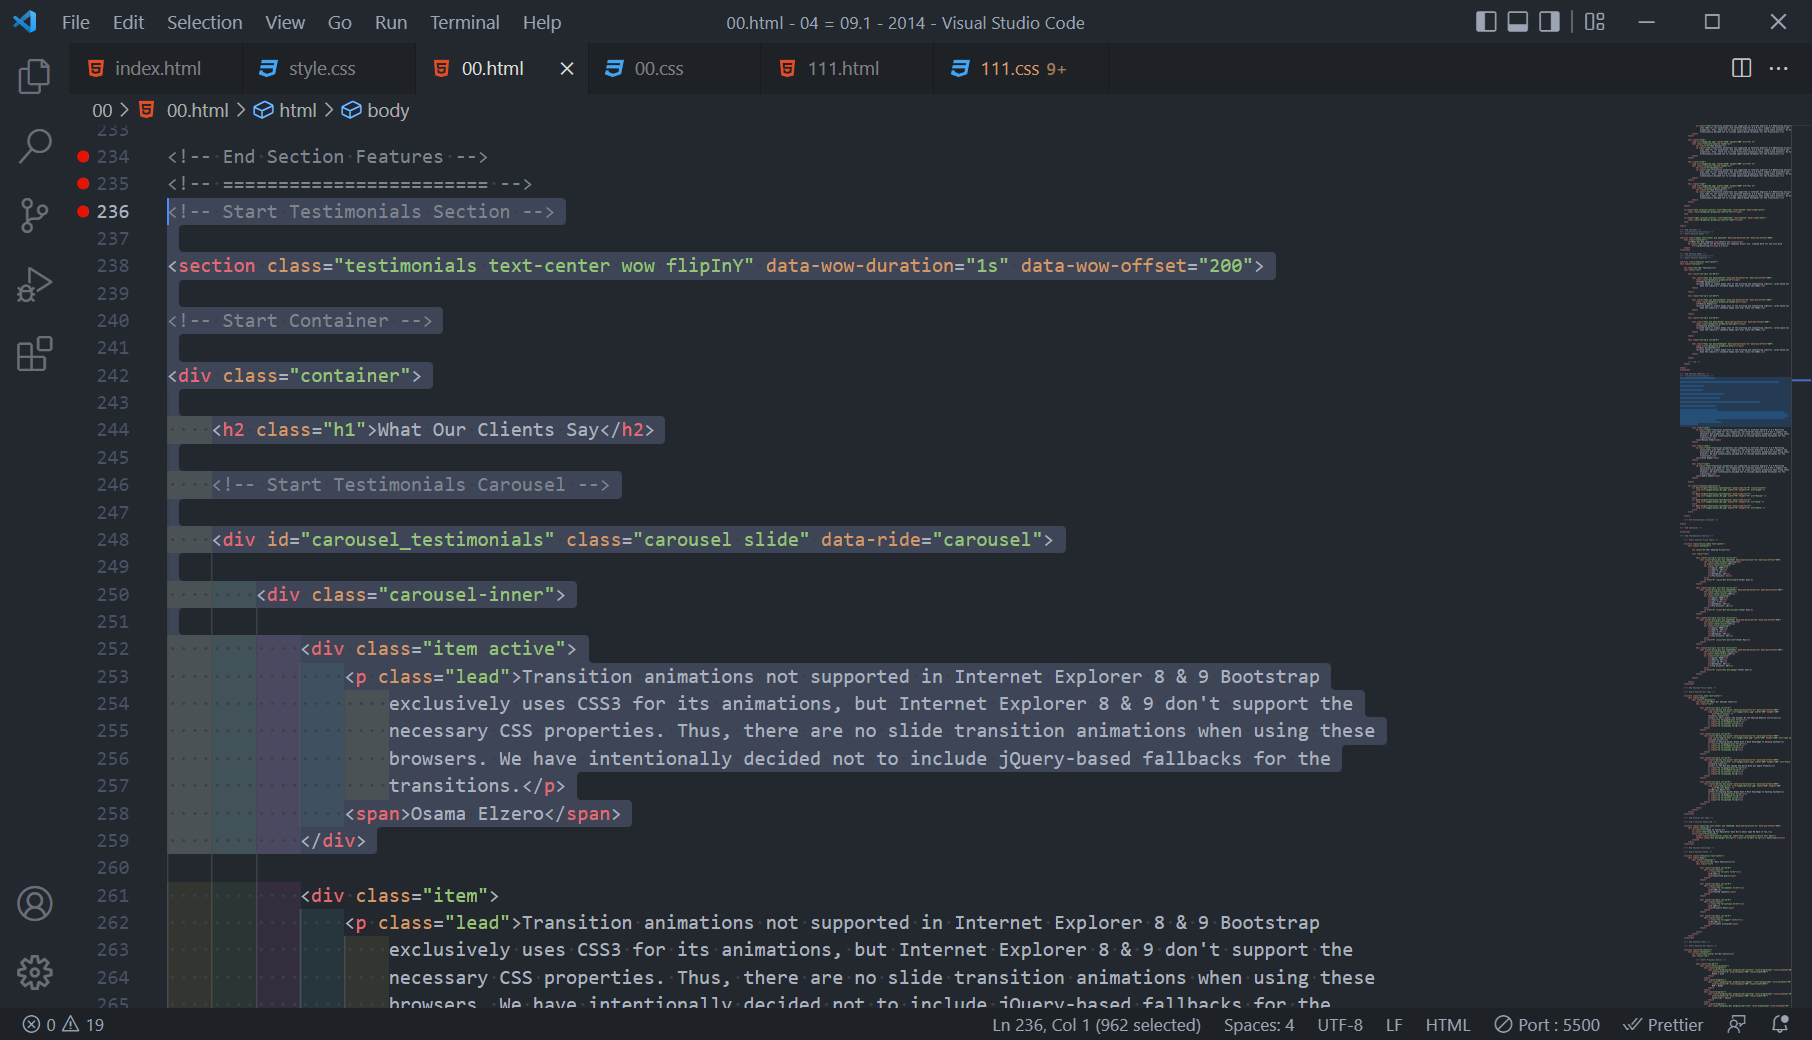 File Edit Selection View Go Run Terminal Help
00.html - 04 = 09.1 - 2014 - Visual Studio Code
index.html style.css 00.html 00.css 111.html 111.css 9+
00 > 00.html > html > body
233
234 <!-- End Section Features -->
235 <!-- ======================== -->
236 <!-- Start Testimonials Section -->
237
238 <section class="testimonials text-center wow flipInY" data-wow-duration="1s" data-wow-offset="200">
239
240 <!-- Start Container -->
241
242 <div class="container">
243
244 <h2 class="h1">What Our Clients Say</h2>
245
246 <!-- Start Testimonials Carousel -->
247
248 <div id="carousel_testimonials" class="carousel slide" data-ride="carousel">
249
250 <div class="carousel-inner">
251
252 <div class="item active">
253 <p class="lead">Transition animations not supported in Internet Explorer 8 & 9 Bootstrap
254 exclusively uses CSS3 for its animations, but Internet Explorer 8 & 9 don't support the
255 necessary CSS properties. Thus, there are no slide transition animations when using these
256 browsers. We have intentionally decided not to include jQuery-based fallbacks for the
257 transitions.</p>
258 <span>Osama Elzero</span>
259 </div>
260
261 <div class="item">
262 <p class="lead">Transition animations not supported in Internet Explorer 8 & 9 Bootstrap
263 exclusively uses CSS3 for its animations, but Internet Explorer 8 & 9 don't support the
264 necessary CSS properties. Thus, there are no slide transition animations when using these
265 browsers. We have intentionally decided not to include jQuery-based fallbacks for the
0 19 Ln 236, Col 1 (962 selected) Spaces: 4 UTF-8 LF HTML Port : 5500 Prettier